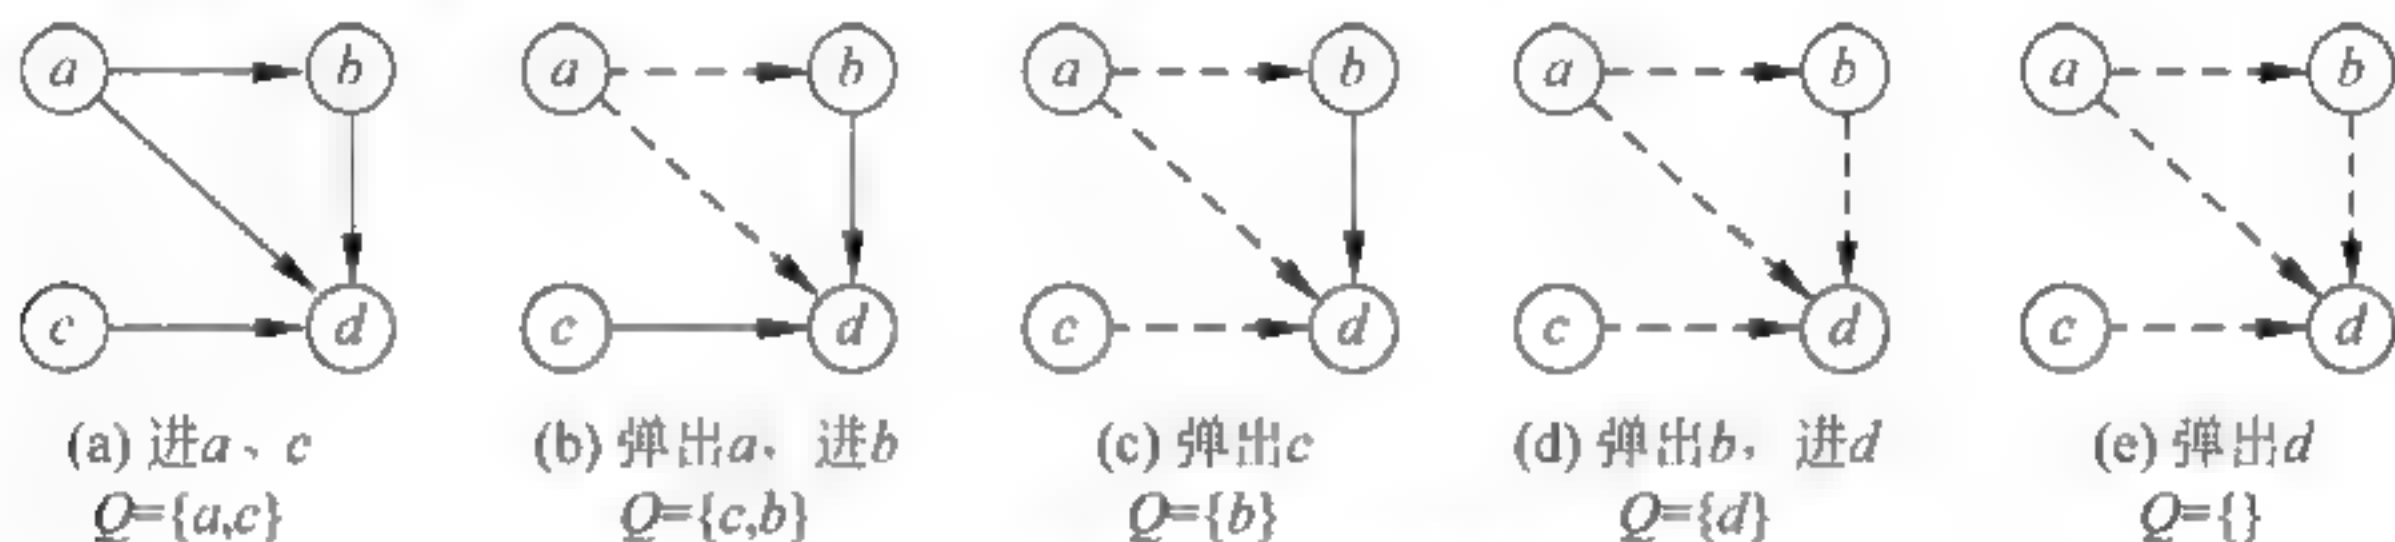 a b a b a b a b a b
c d c d c d c d c d
(a) 进a、c (b) 弹出a、进b (c) 弹出c (d) 弹出b，进d (e) 弹出d
Q={a,c} Q={c,b} Q={b} Q={d} Q={}